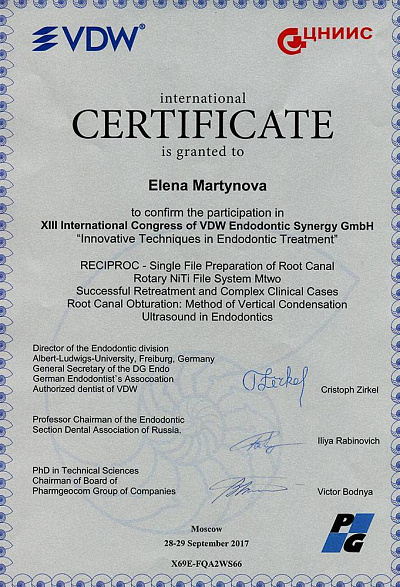 VDW®
ЦНИИС
international
CERTIFICATE
is granted to
Elena Martynova
to confirm the participation in
XIII International Congress of VDW Endodontic Synergy GmbH
“Innovative Techniques in Endodontic Treatment”
RECIPROC - Single File Preparation of Root Canal
Rotary NiTi File System Mtwo
Successful Retreatment and Complex Clinical Cases
Root Canal Obturation: Method of Vertical Condensation
Ultrasound in Endodontics
Director of the Endodontic division
Albert-Ludwigs-University, Freiburg, Germany
General Secretary of the DG Endo
German Endodontist`s Assocoation
Authorized dentist of VDW
Cristoph Zirkel
Professor Chairman of the Endodontic
Section Dental Association of Russia.
Iliya Rabinovich
PhD in Technical Sciences
Chairman of Board of
Pharmgeocom Group of Companies
Victor Bodnya
PG
Moscow
28-29 September 2017
X69E-FQA2WS66